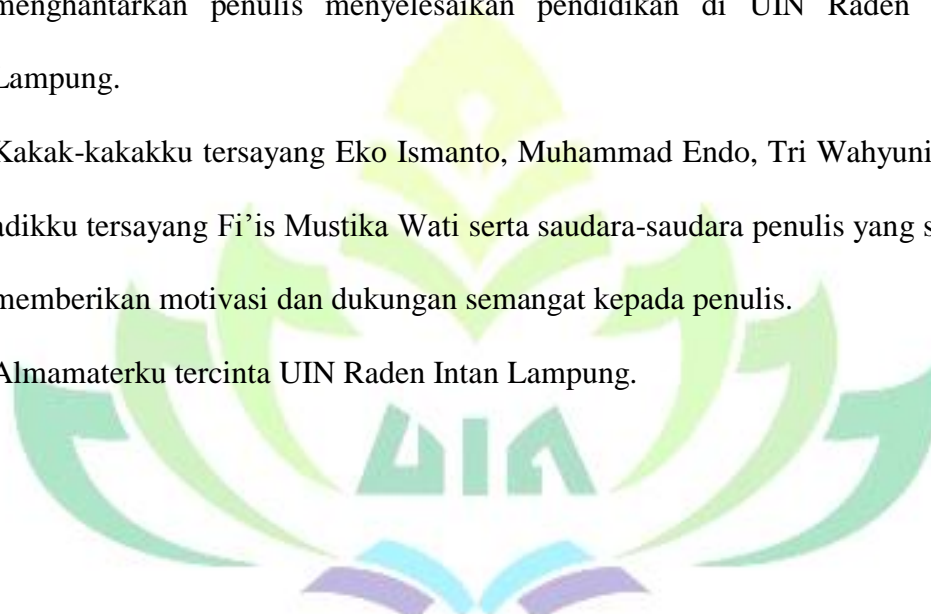 menghantarkan penulis menyelesaikan pendidikan di UIN Raden
Lampung.
Kakak-kakakku tersayang Eko Ismanto, Muhammad Endo, Tri Wahyuni
adikku tersayang Fi’is Mustika Wati serta saudara-saudara penulis yang
memberikan motivasi dan dukungan semangat kepada penulis.
Almamaterku tercinta UIN Raden Intan Lampung.
UIN